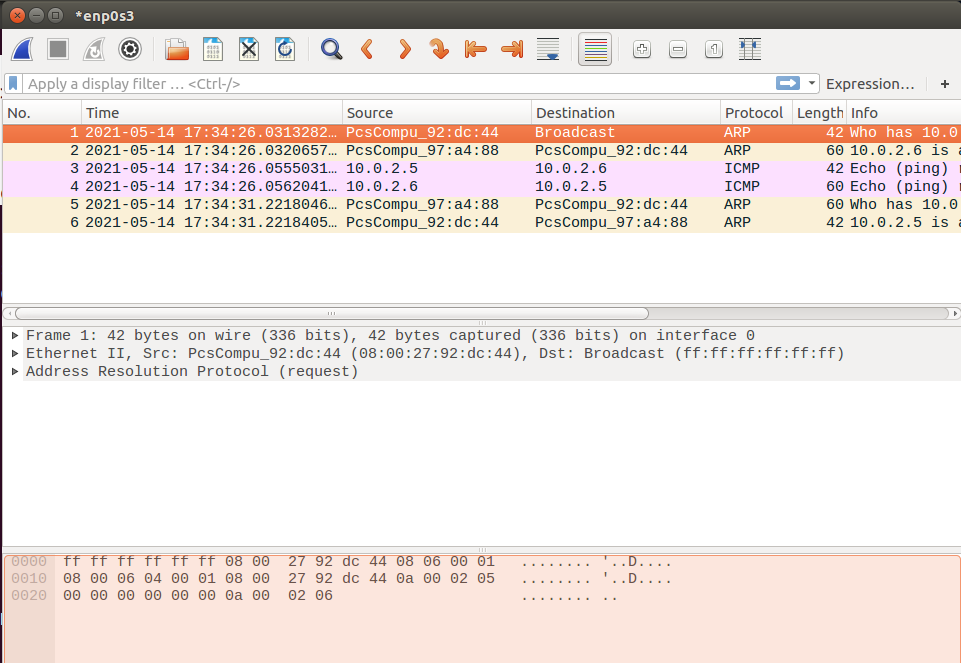 *enp0s3
Apply a display filter … <Ctrl-/> Expression… +
No. Time Source Destination Protocol Length Info
1 2021-05-14 17:34:26.0313282… PcsCompu_92:dc:44 Broadcast ARP 42 Who has 10.0
2 2021-05-14 17:34:26.0320657… PcsCompu_97:a4:88 PcsCompu_92:dc:44 ARP 60 10.0.2.6 is a
3 2021-05-14 17:34:26.0555031… 10.0.2.5 10.0.2.6 ICMP 42 Echo (ping) r
4 2021-05-14 17:34:26.0562041… 10.0.2.6 10.0.2.5 ICMP 60 Echo (ping) r
5 2021-05-14 17:34:31.2218046… PcsCompu_97:a4:88 PcsCompu_92:dc:44 ARP 60 Who has 10.0
6 2021-05-14 17:34:31.2218405… PcsCompu_92:dc:44 PcsCompu_97:a4:88 ARP 42 10.0.2.5 is a
Frame 1: 42 bytes on wire (336 bits), 42 bytes captured (336 bits) on interface 0
Ethernet II, Src: PcsCompu_92:dc:44 (08:00:27:92:dc:44), Dst: Broadcast (ff:ff:ff:ff:ff:ff)
Address Resolution Protocol (request)
0000 ff ff ff ff ff ff 08 00 27 92 dc 44 08 06 00 01 ........ '..D....
0010 08 00 06 04 00 01 08 00 27 92 dc 44 0a 00 02 05 ........ '..D....
0020 00 00 00 00 00 00 0a 00 02 06 ........ ..